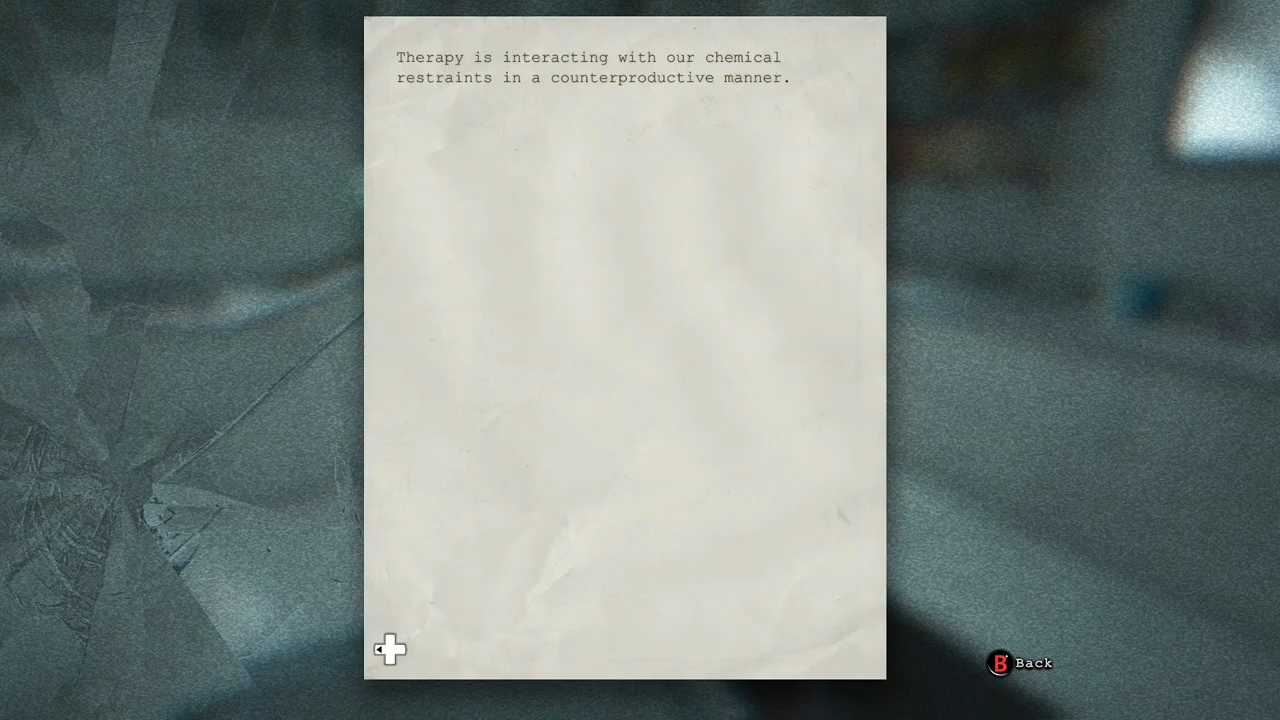 Therapy is interacting with our chemical
restraints in a counterproductive manner.
B Back